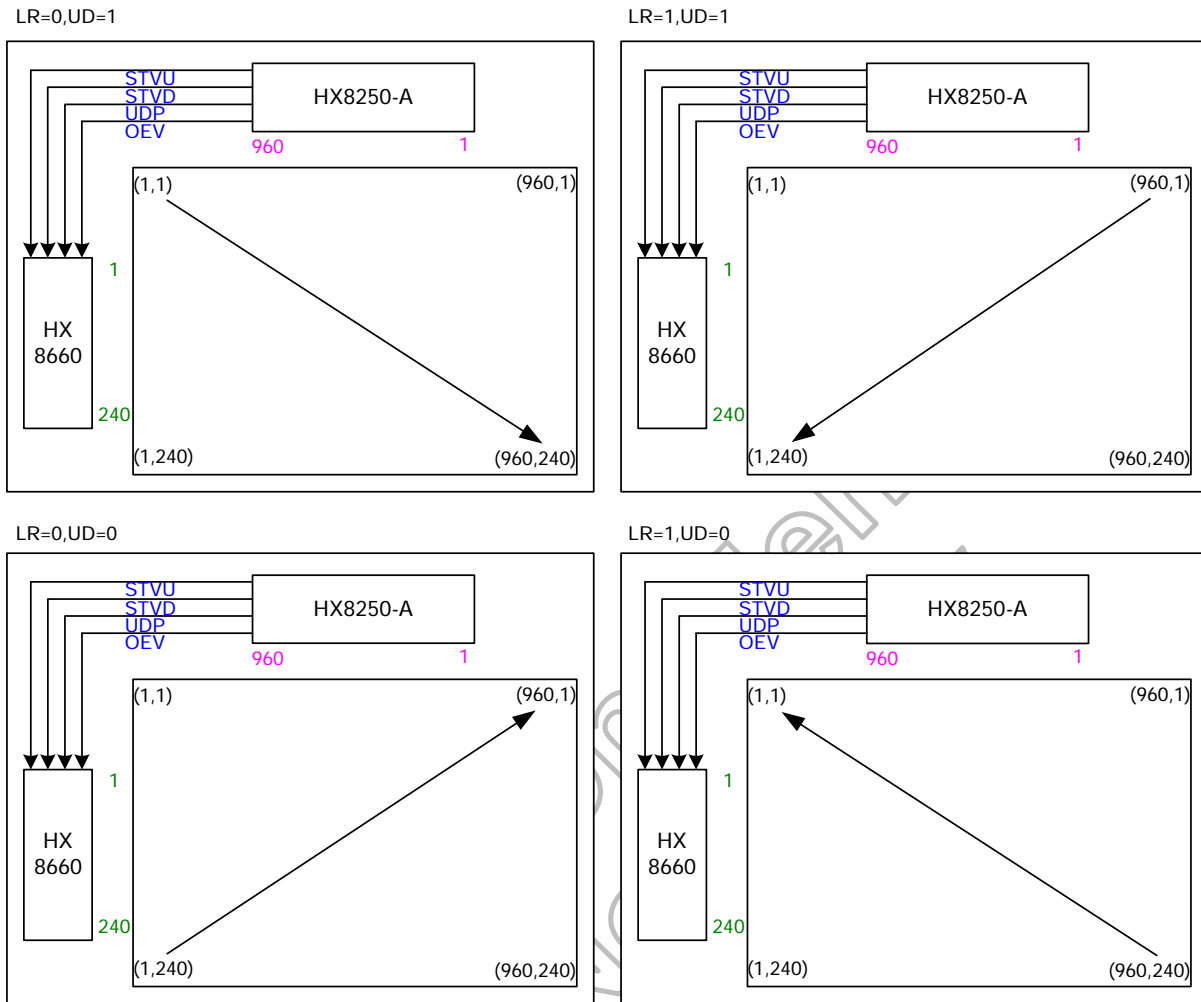 LR=0,UD=1
STVU
STVD
UDP
OEV
HX8250-A
960 1
(1,1) (960,1)
1
HX
8660
240
(1,240) (960,240)
LR=1,UD=1
STVU
STVD
UDP
OEV
HX8250-A
960 1
(1,1) (960,1)
1
HX
8660
240
(1,240) (960,240)
LR=0,UD=0
STVU
STVD
UDP
OEV
HX8250-A
960 1
(1,1) (960,1)
1
HX
8660
240
(1,240) (960,240)
LR=1,UD=0
STVU
STVD
UDP
OEV
HX8250-A
960 1
(1,1) (960,1)
1
HX
8660
240
(1,240) (960,240)